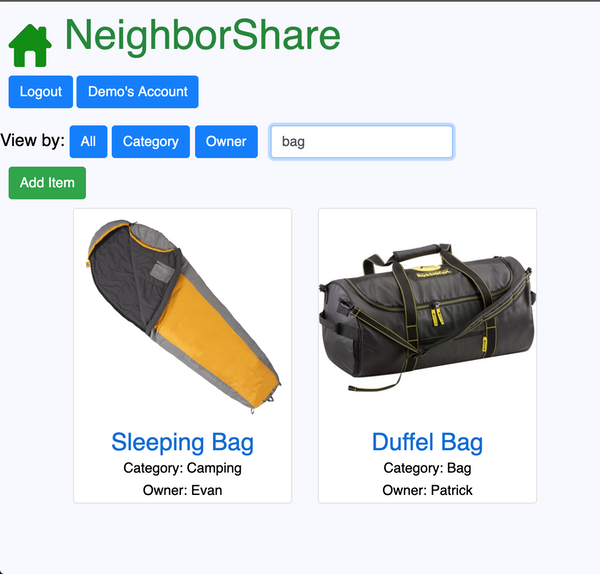 NeighborShare
Logout Demo's Account
View by: All Category Owner bag
Add Item
Sleeping Bag
Category: Camping
Owner: Evan
Duffel Bag
Category: Bag
Owner: Patrick